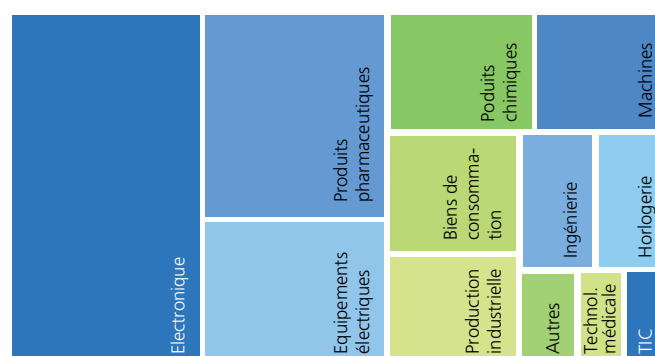 Electronique
Produits
pharmaceutiques
Equipements
électriques
Poduits
chimiques
Machines
Biens de
consomma-
tion
Ingénierie
Horlogerie
Production
industrielle
Autres
Technol.
médicale
TIC